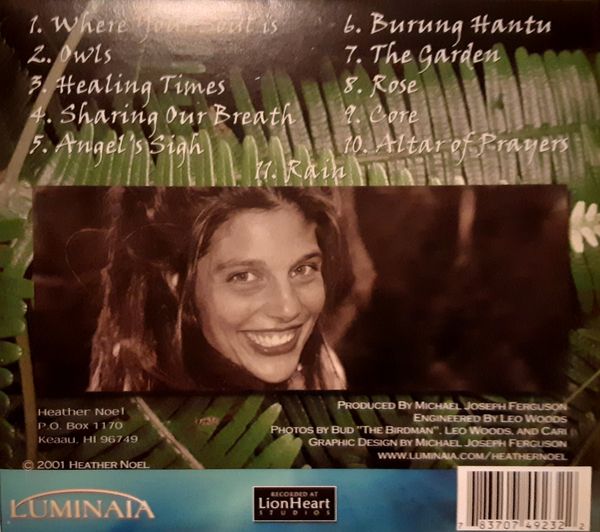 1. Where Your Soul is
2. Owls
3. Healing Times
4. Sharing Our Breath
5. Angel's Sigh
6. Burung Hantu
7. The Garden
8. Rose
9. Core
10. Altar of Prayers
11. Rain
Heather Noel
P.O. Box 1170
Keaau, HI 96749
Produced By Michael Joseph Ferguson
Engineered By Leo Woods
Photos by Bud "The Birdman", Leo Woods, and Cari
Graphic Design by Michael Joseph Ferguson
www.luminaia.com/heathernoel
© 2001 Heather Noel
LUMINAIA
RECORDED AT
LionHeart
STUDIOS
7 83707 49232 2